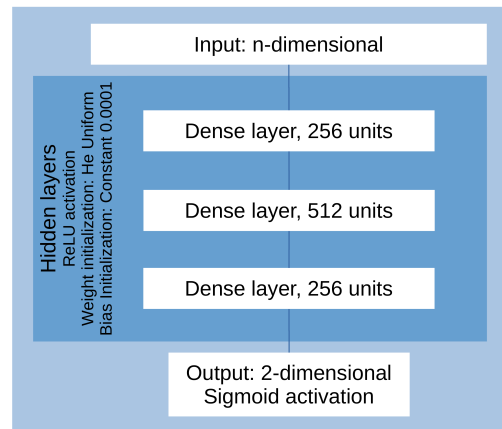 Input: n-dimensional
Hidden layers
ReLU activation
Weight initialization: He Uniform
Bias Initialization: Constant 0.0001
Dense layer, 256 units
Dense layer, 512 units
Dense layer, 256 units
Output: 2-dimensional
Sigmoid activation